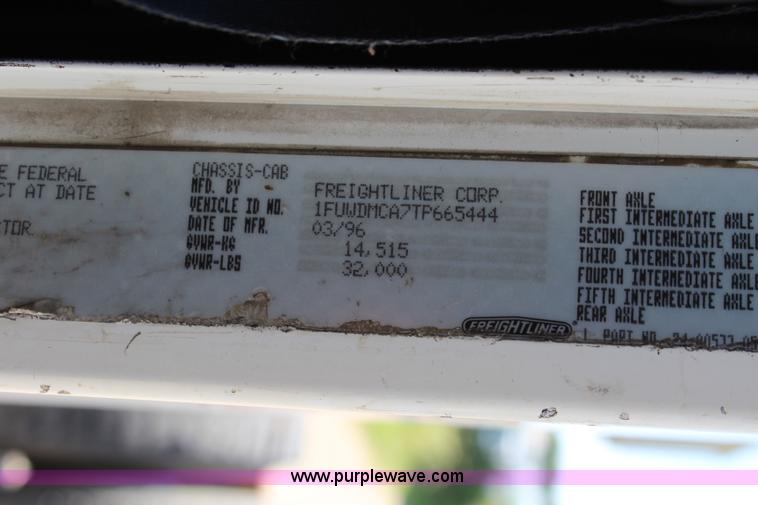 E FEDERAL
CT AT DATE
TOR
CHASSIS-CAB
MFD. BY FREIGHTLINER CORP.
VEHICLE ID NO. 1FUWDMCA7TP665444
DATE OF MFR. 03/96
GVWR-KG 14,515
GVWR-LBS 32,000
FRONT AXLE
FIRST INTERMEDIATE AXLE
SECOND INTERMEDIATE AXLE
THIRD INTERMEDIATE AXLE
FOURTH INTERMEDIATE AXLE
FIFTH INTERMEDIATE AXLE
REAR AXLE
PART NO.
FREIGHTLINER
www.purplewave.com